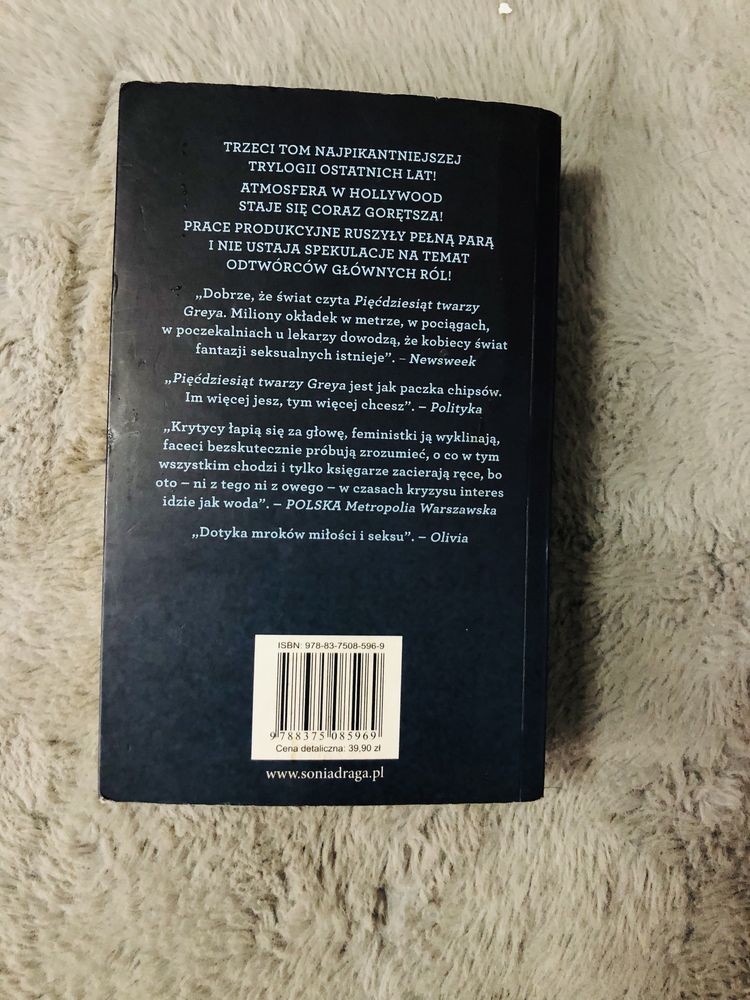 TRZECI TOM NAJPIKANTNIEJSZEJ
TRYLOGII OSTATNICH LAT!
ATMOSFERA W HOLLYWOOD
STAJE SIĘ CORAZ GORĘTSZA!
PRACE PRODUKCYJNE RUSZYŁY PEŁNĄ PARĄ
I NIE USTAJA SPEKULACJE NA TEMAT
ODTWÓRCÓW GŁÓWNYCH RÓL!
„Dobrze, że świat czyta Pięćdziesiąt twarzy
Greya. Miliony okładek w metrze, w pociągach,
w poczekalniach u lekarzy dowodzą, że kobiecy świat
fantazji seksualnych istnieje”. – Newsweek
„Pięćdziesiąt twarzy Greya jest jak paczka chipsów.
Im więcej jesz, tym więcej chcesz”. – Polityka
„Krytycy łapią się za głowę, feministki ją wyklinają,
faceci bezskutecznie próbują zrozumieć, o co w tym
wszystkim chodzi i tylko księgarze zacierają ręce, bo
oto – ni z tego ni z owego – w czasach kryzysu interes
idzie jak woda”. – POLSKA Metropolia Warszawska
„Dotyka mroków miłości i seksu”. – Olivia
ISBN: 978-83-7508-596-9
9 788375 085969
Cena detaliczna: 39,90 zł
www.soniadraga.pl